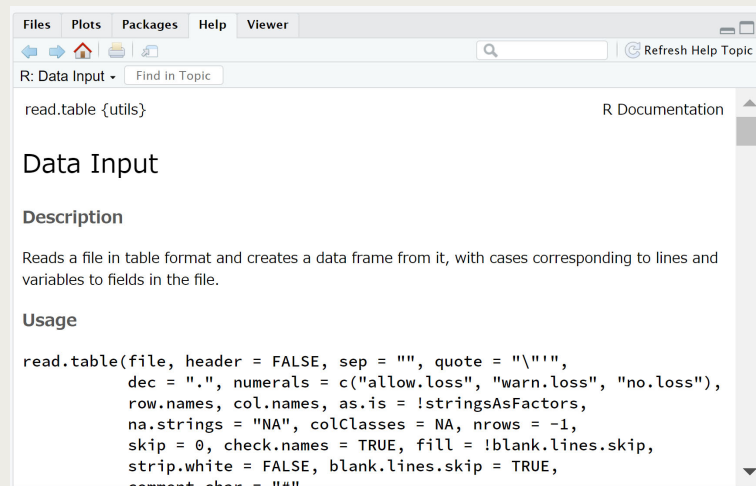 Files Plots Packages Help Viewer
Refresh Help Topic
R: Data Input Find in Topic
read.table {utils} R Documentation
Data Input
Description
Reads a file in table format and creates a data frame from it, with cases corresponding to lines and
variables to fields in the file.
Usage
read.table(file, header = FALSE, sep = "", quote = "\"'",
dec = ".", numerals = c("allow.loss", "warn.loss", "no.loss"),
row.names, col.names, as.is = !stringsAsFactors,
na.strings = "NA", colClasses = NA, nrows = -1,
skip = 0, check.names = TRUE, fill = !blank.lines.skip,
strip.white = FALSE, blank.lines.skip = TRUE,